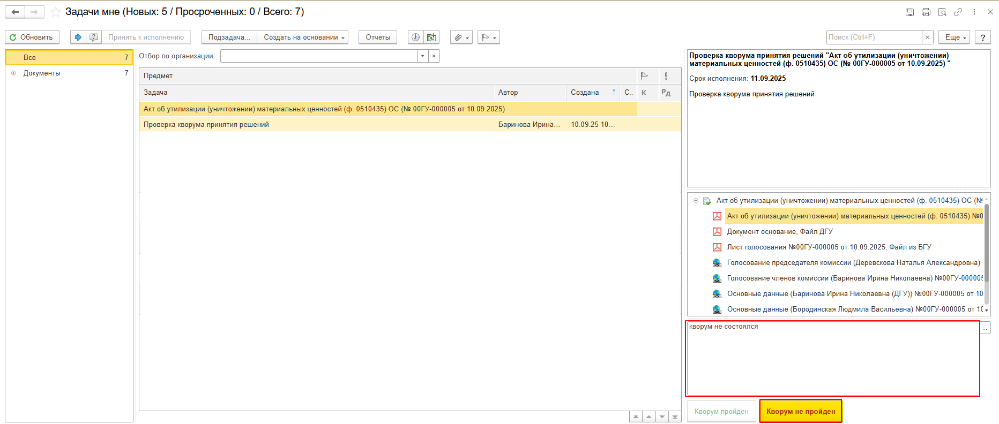 Задачи мне (Новых: 5 / Просроченных: 0 / Всего: 7)
Обновить
Принять к исполнению
Подзадача...
Создать на основании
Отчеты
Поиск (Ctrl+F)
×
Еще
?
Все 7
Документы 7
Отбор по организации:
Предмет
Задача Автор Создана ↑ С.. К Рд
Акт об утилизации (уничтожении) материальных ценностей (ф. 0510435) ОС (№ 00ГУ-000005 от 10.09.2025)
Проверка кворума принятия решений Баринова Ирина... 10.09.25 10...
Проверка кворума принятия решений "Акт об утилизации (уничтожении)
материальных ценностей (ф. 0510435) ОС (№ 00ГУ-000005 от 10.09.2025) "
Срок исполнения: 11.09.2025
Проверка кворума принятия решений
Акт об утилизации (уничтожении) материальных ценностей (ф. 0510435) ОС (№
Акт об утилизации (уничтожении) материальных ценностей (ф. 0510435) №0
Документ основание, Файл ДГУ
Лист голосования №00ГУ-000005 от 10.09.2025, Файл из БГУ
Голосование председателя комиссии (Деревскова Наталья Александровна)
Голосование членов комиссии (Баринова Ирина Николаевна) №00ГУ-000005
Основные данные (Баринова Ирина Николаевна (ДГУ)) №00ГУ-000005 от 10
Основные данные (Бородинская Людмила Васильевна) №00ГУ-000005 от 10
кворум не состоялся
...
Кворум пройден
Кворум не пройден